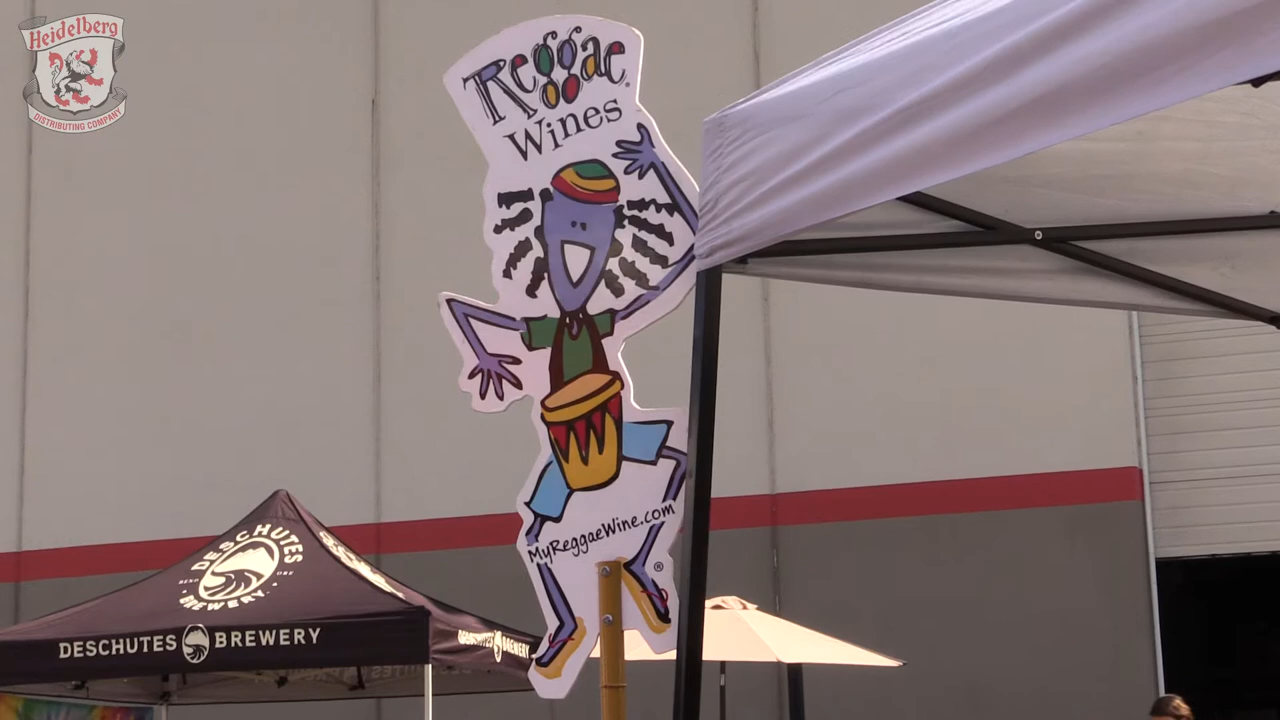 Heidelberg
DISTRIBUTING COMPANY
Reggae
Wines
MyReggaeWine.com
®
DESCHUTES
BREWERY
DESCHUTES BREWERY
DESCHUTES BREWERY